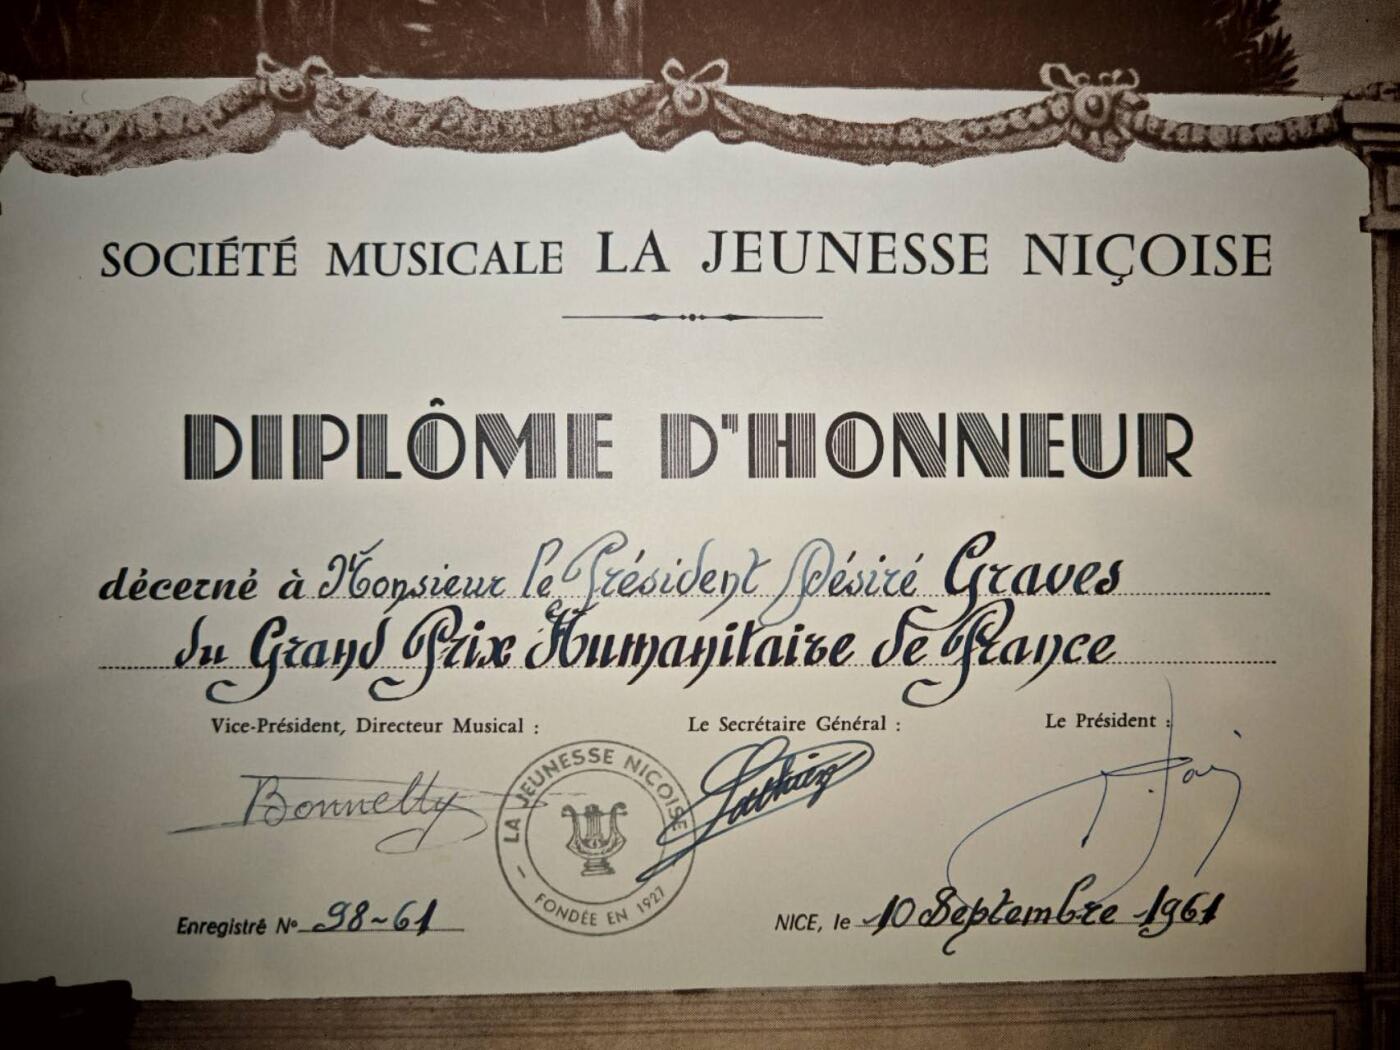 SOCIÉTÉ MUSICALE LA JEUNESSE NIÇOISE
DIPLÔME D'HONNEUR
décerné à Monsieur le Président Désiré Graves
du Grand Prix Humanitaire de France
Vice-Président, Directeur Musical :
Le Secrétaire Général :
Le Président :
Bonnelly
LA JEUNESSE NIÇOISE
FONDÉE EN 1927
Enregistré Nº 98~61
NICE, le 10 Septembre 1961